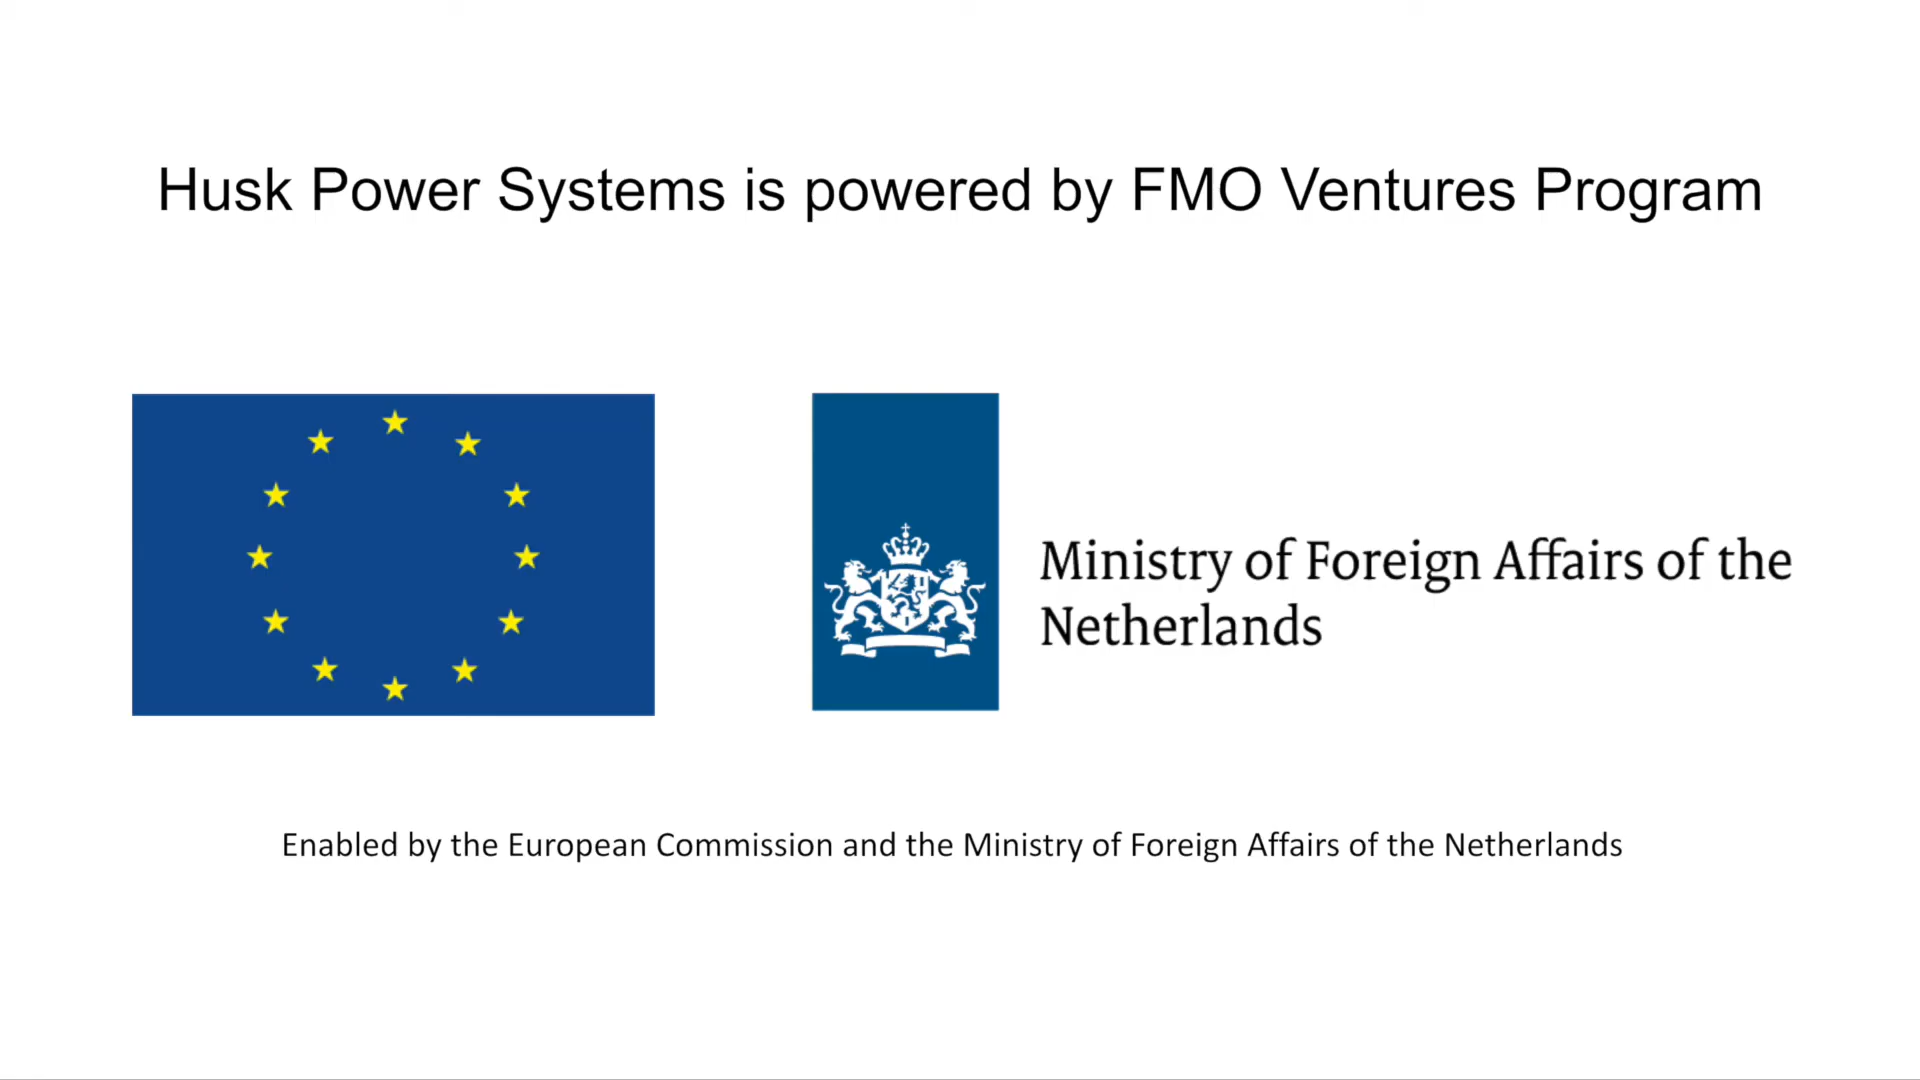 Husk Power Systems is powered by FMO Ventures Program
Ministry of Foreign Affairs of the
Netherlands
Enabled by the European Commission and the Ministry of Foreign Affairs of the Netherlands